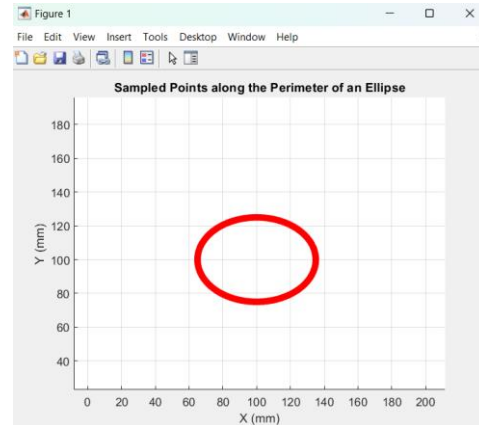 Figure 1
File Edit View Insert Tools Desktop Window Help
Sampled Points along the Perimeter of an Ellipse
180
160
140
120
100
80
60
40
Y (mm)
0 20 40 60 80 100 120 140 160 180 200
X (mm)